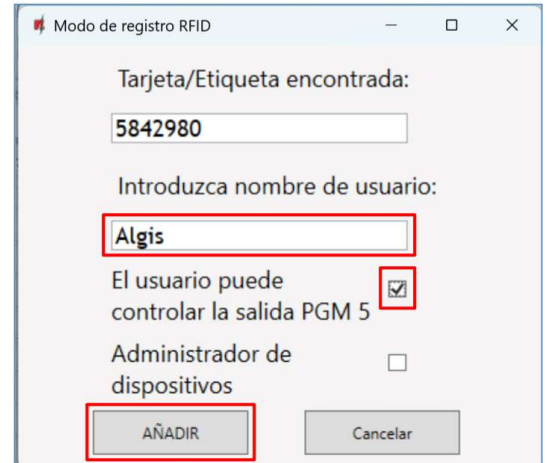 Modo de registro RFID
Tarjeta/Etiqueta encontrada:
5842980
Introduzca nombre de usuario:
Algis
El usuario puede
controlar la salida PGM 5
Administrador de
dispositivos
AÑADIR
Cancelar